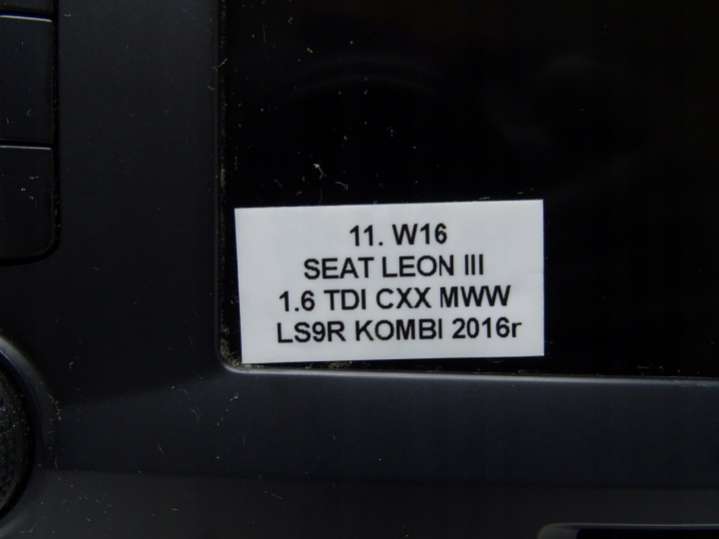 11. W16
SEAT LEON III
1.6 TDI CXX MWW
LS9R KOMBI 2016r